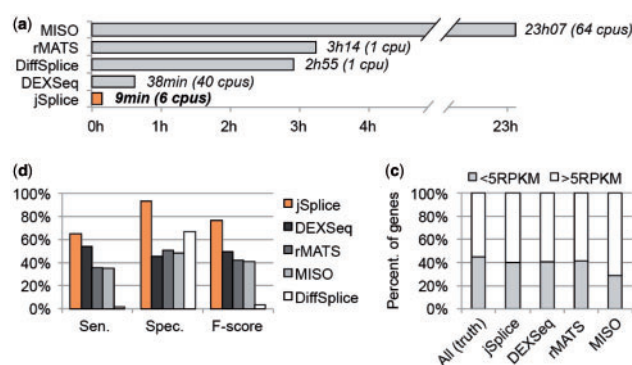 (a)
MISO 23h07 (64 cpus)
rMATS 3h14 (1 cpu)
DiffSplice 2h55 (1 cpu)
DEXSeq 38min (40 cpus)
jSplice 9min (6 cpus)
0h 1h 2h 3h 4h 23h
(d)
100%
80%
60%
40%
20%
0%
Sen. Spec. F-score
jSplice
DEXSeq
rMATS
MISO
DiffSplice
(c)
<5RPKM >5RPKM
Percent. of genes
100%
80%
60%
40%
20%
0%
All (truth) jSplice DEXSeq rMATS MISO